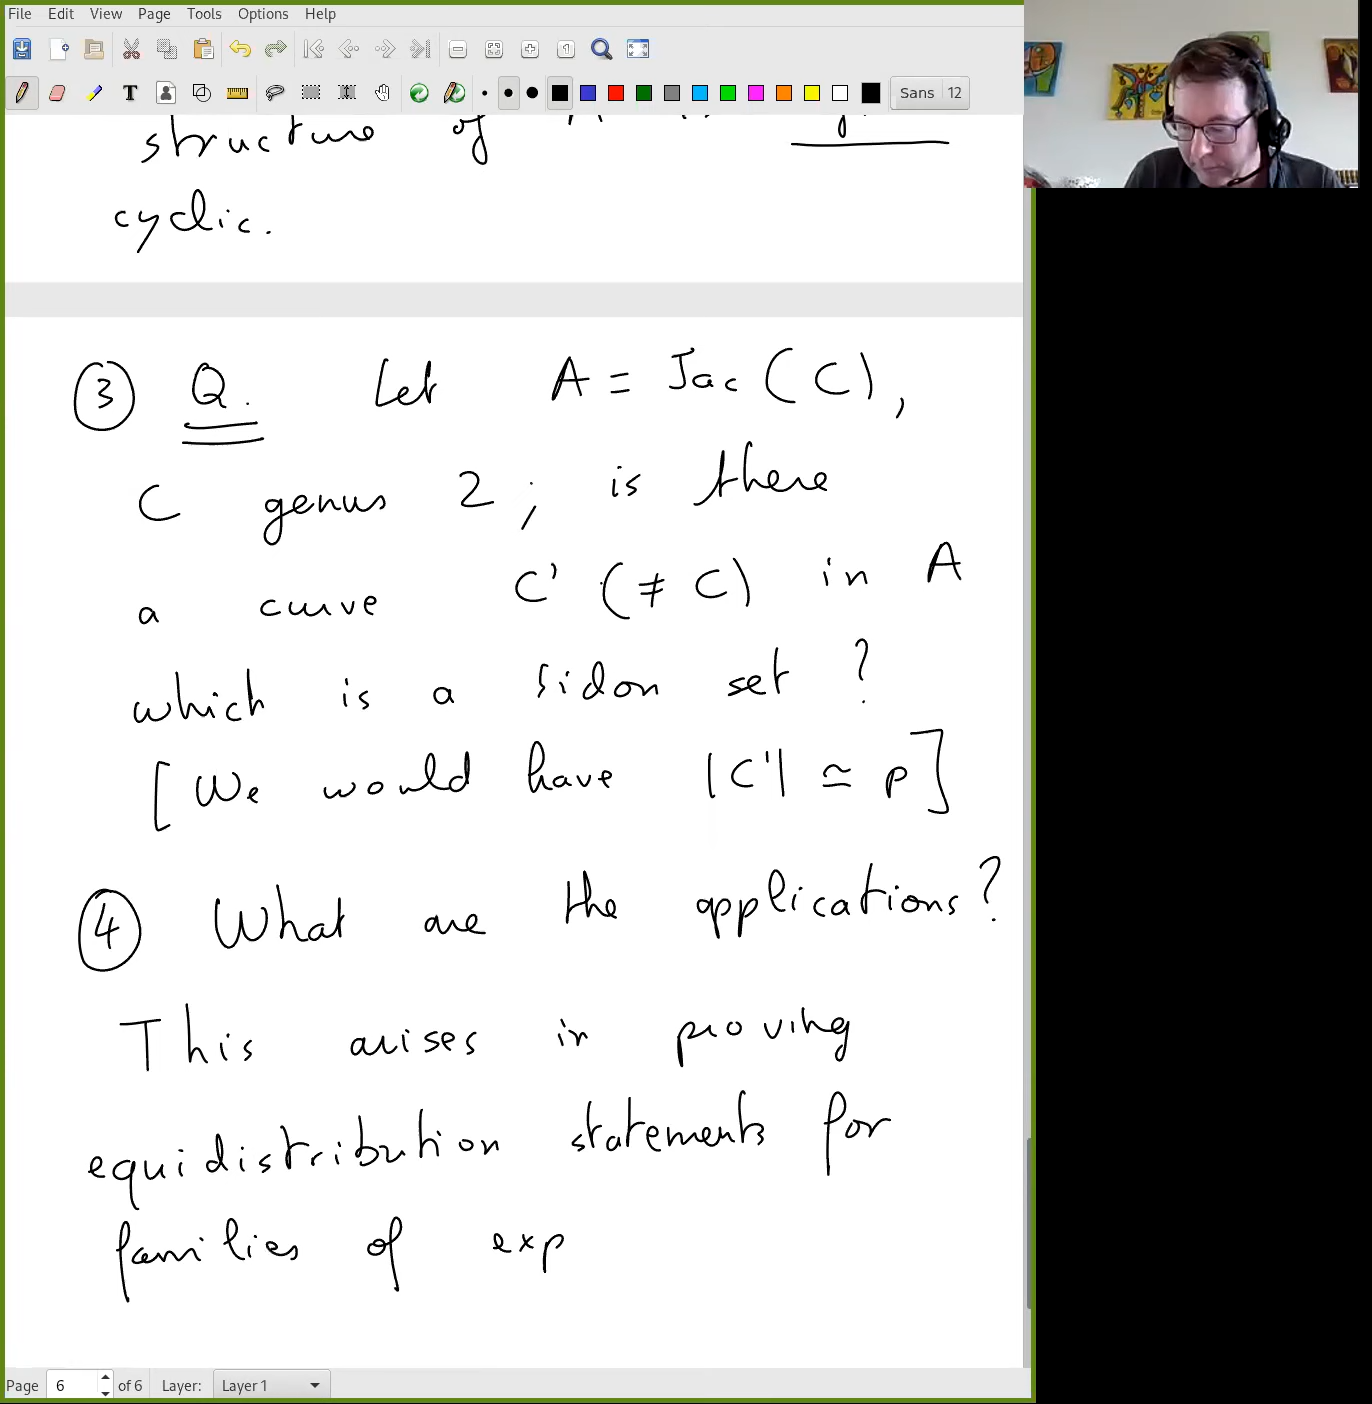 File Edit View Page Tools Options Help
Sans 12
structure of
cyclic.
③ Q. Let A = Jac (C),
C genus 2 ; is there
a curve C' (≠ C) in A
which is a Sidon set ?
[We would have |C'| ≃ p]
④ What are the applications?
This arises in proving
equidistribution statements for
families of exp
Page 6 of 6 Layer: Layer 1